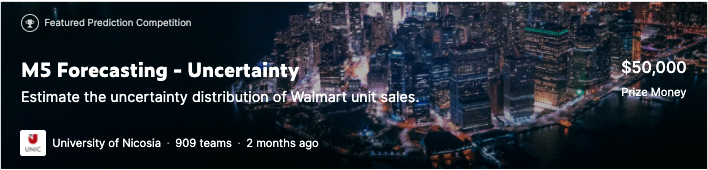 Featured Prediction Competition
M5 Forecasting - Uncertainty
$50,000
Estimate the uncertainty distribution of Walmart unit sales.
Prize Money
UNIC
University of Nicosia · 909 teams · 2 months ago